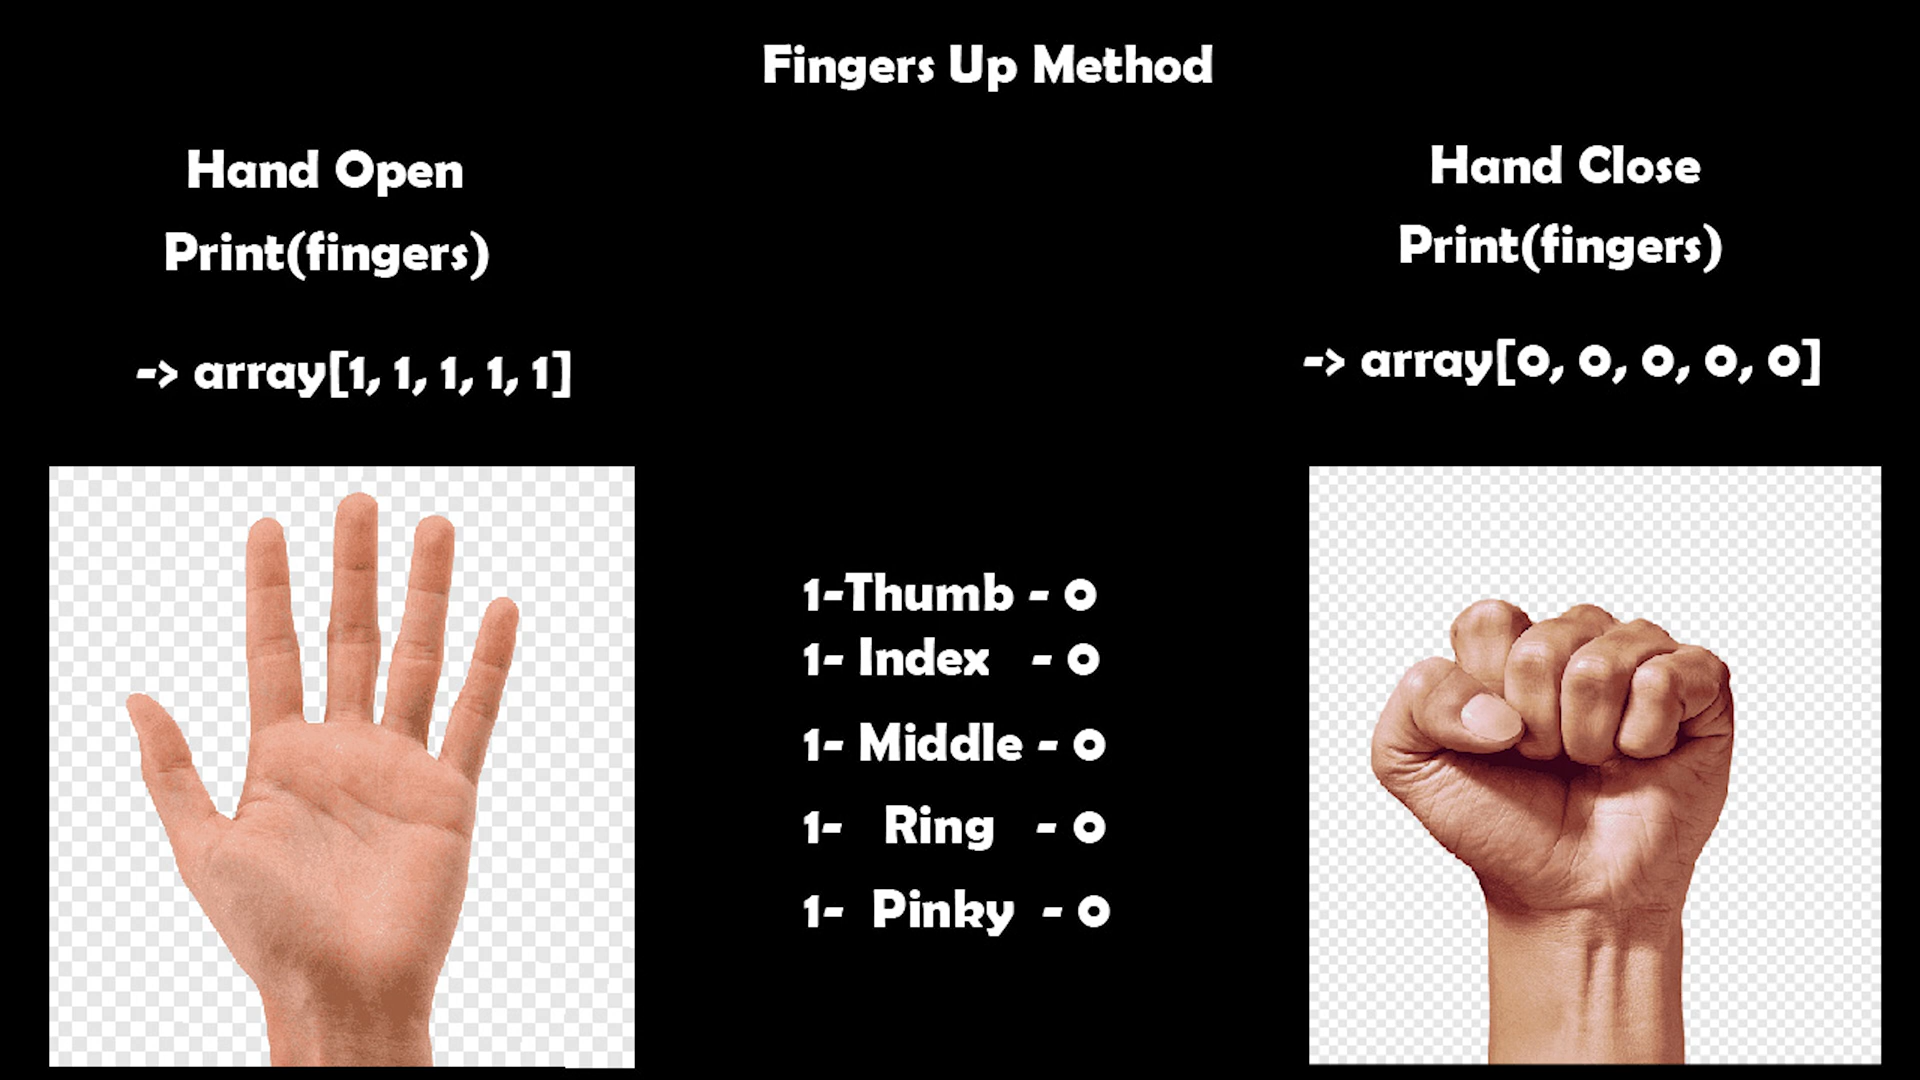 Fingers Up Method
Hand Open
Print(fingers)
-> array[1, 1, 1, 1, 1]
Hand Close
Print(fingers)
-> array[0, 0, 0, 0, 0]
1-Thumb - 0
1- Index - 0
1- Middle - 0
1- Ring - 0
1- Pinky - 0